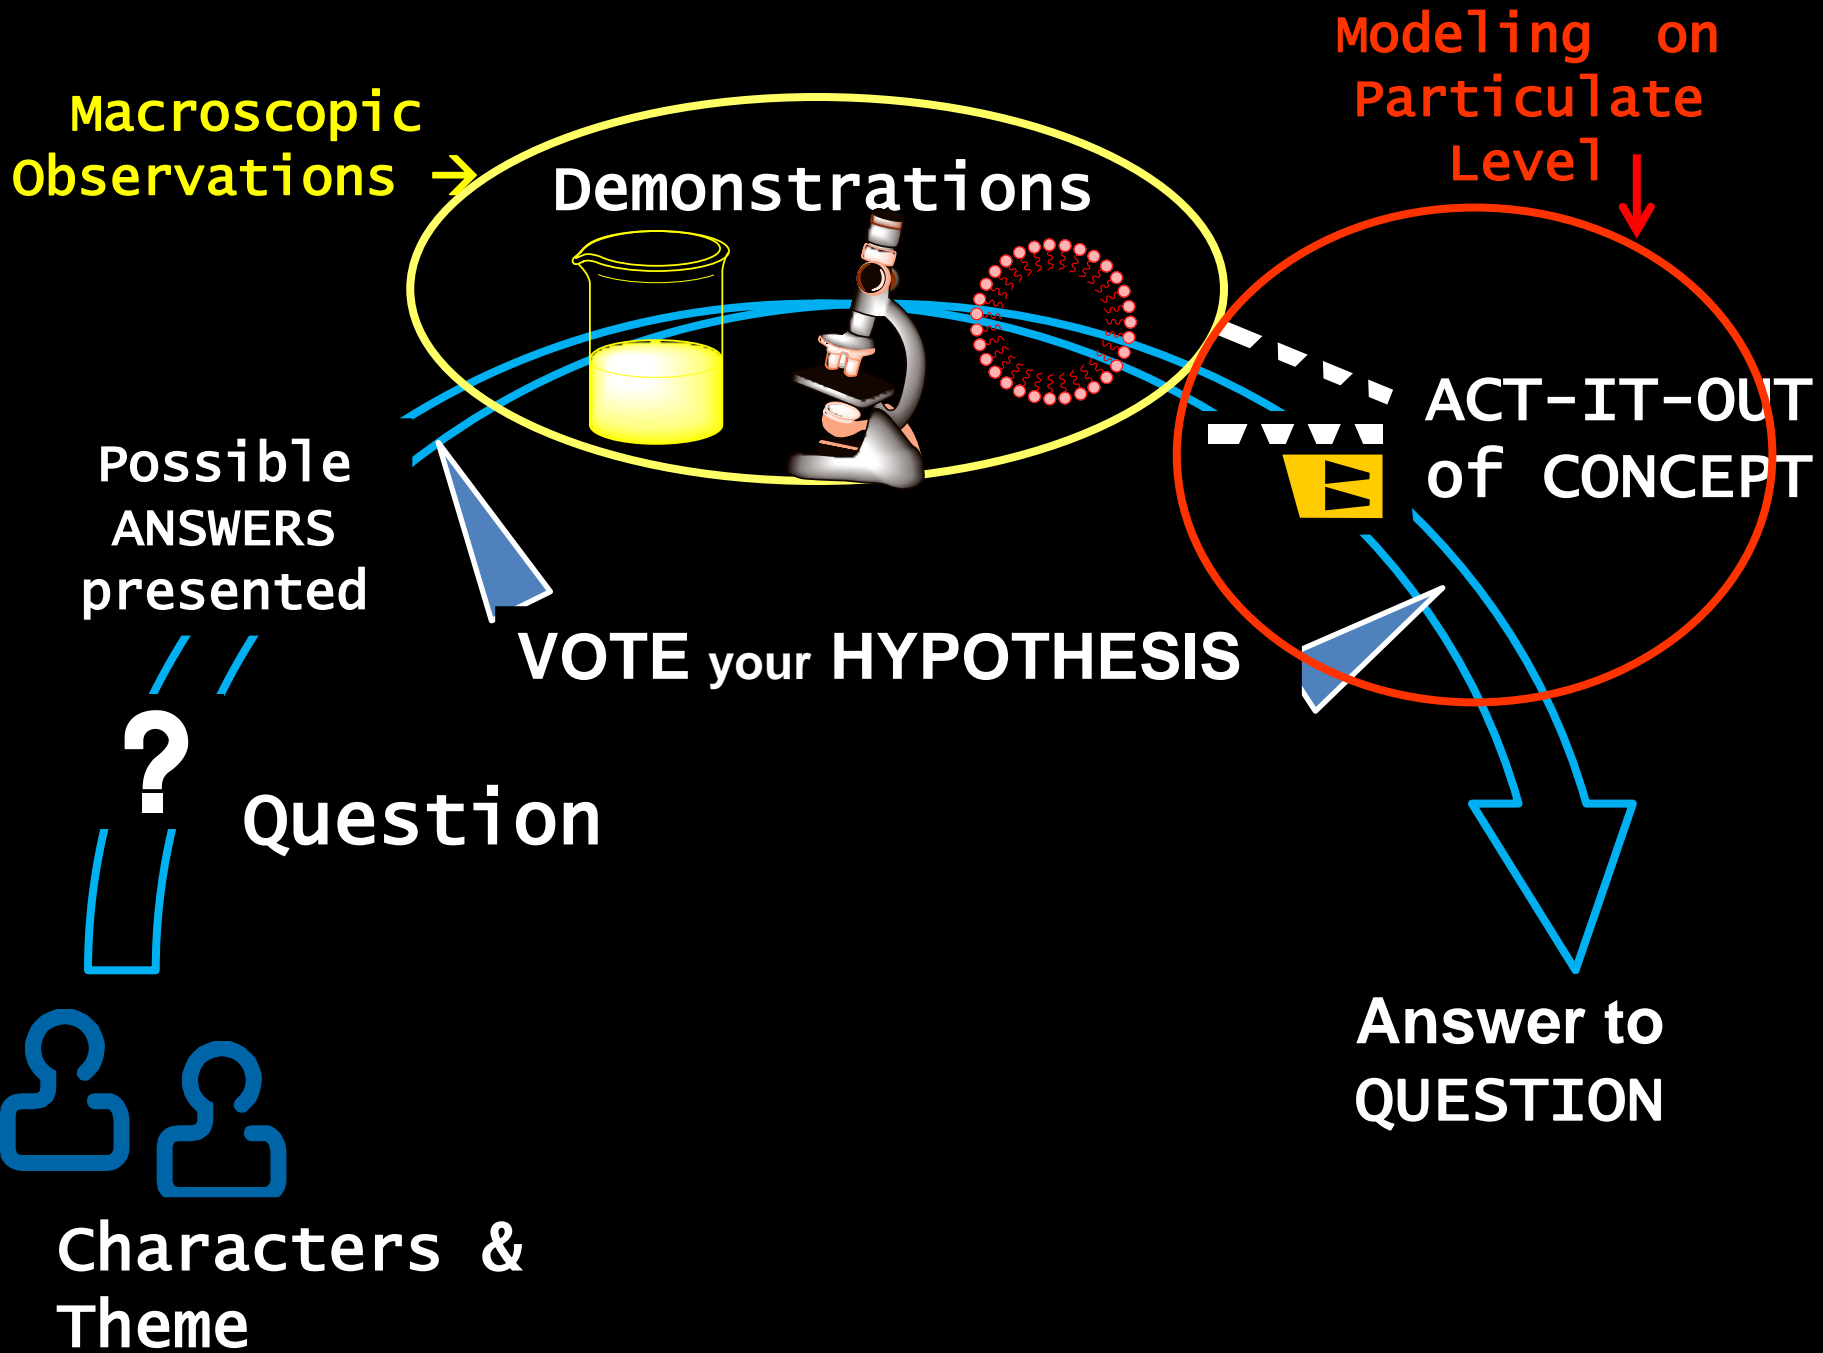 Modeling on
Particulate
Level
Macroscopic
Observations →
Demonstrations
ACT-IT-OUT
of CONCEPT
Possible
ANSWERS
presented
VOTE your HYPOTHESIS
?
Question
Answer to
QUESTION
Characters &
Theme